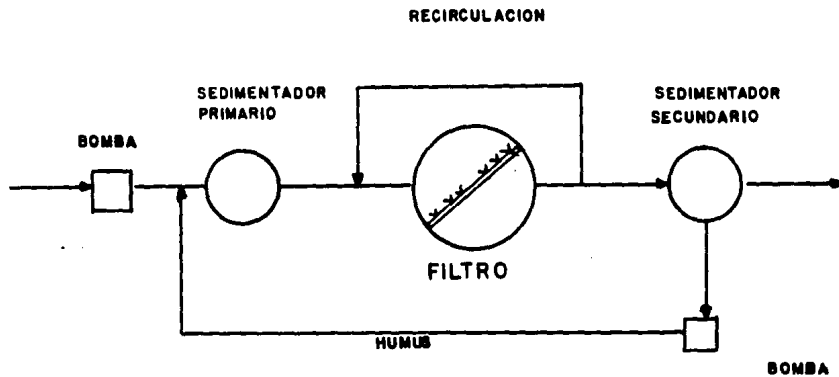 RECIRCULACION
SEDIMENTADOR
PRIMARIO
SEDIMENTADOR
SECUNDARIO
BOMBA
FILTRO
HUMUS
BOMBA